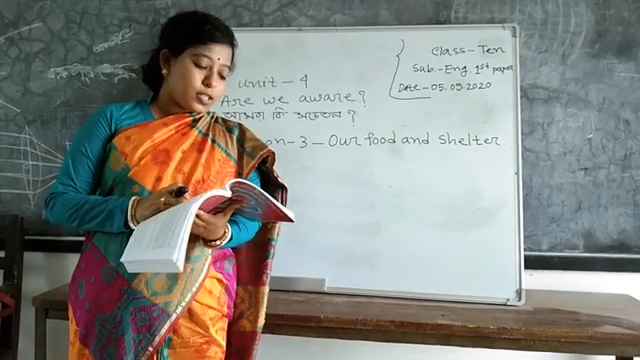 Class - Ten
Sub. - Eng. 1st paper
Date - 05.09.2020
Unit - 4
Are we aware?
আমরা কি সচেতন?
on-3 - Our food and shelter.